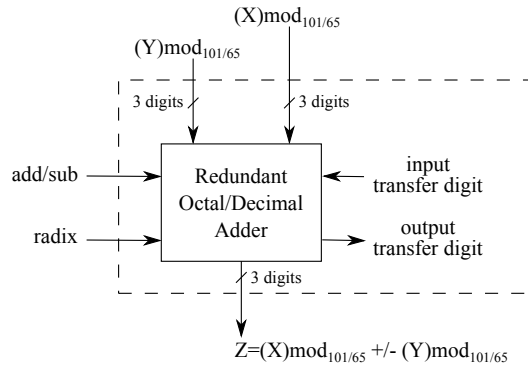 (X)mod101/65
(Y)mod101/65
3 digits
3 digits
add/sub
radix
Redundant
Octal/Decimal
Adder
input
transfer digit
output
transfer digit
3 digits
Z=(X)mod101/65 +/- (Y)mod101/65